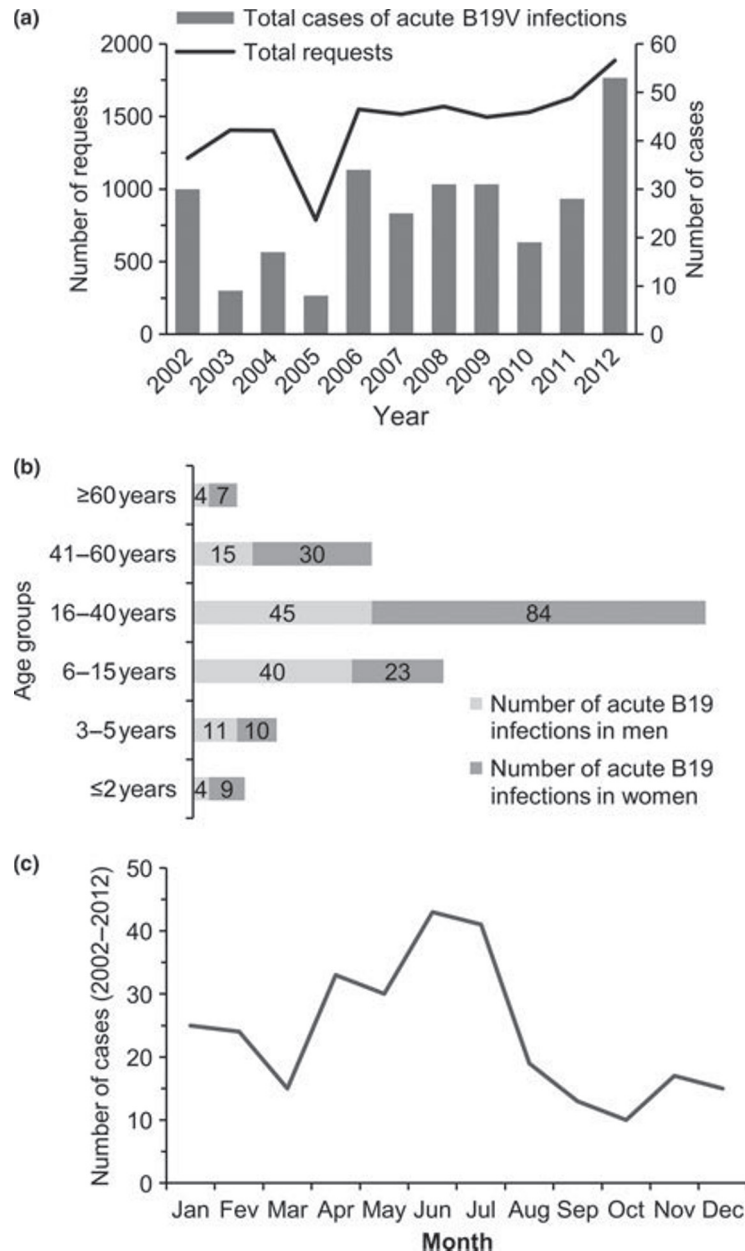 (a)
Total cases of acute B19V infections
Total requests
2000
1500
1000
500
0
Number of requests
60
50
40
30
20
10
0
Number of cases
2002 2003 2004 2005 2006 2007 2008 2009 2010 2011 2012
Year
(b)
Age groups
≥60 years 4 7
41–60 years 15 30
16–40 years 45 84
6–15 years 40 23
3–5 years 11 10
≤2 years 4 9
Number of acute B19
infections in men
Number of acute B19
infections in women
(c)
Number of cases (2002–2012)
50
40
30
20
10
0
Jan Fev Mar Apr May Jun Jul Aug Sep Oct Nov Dec
Month